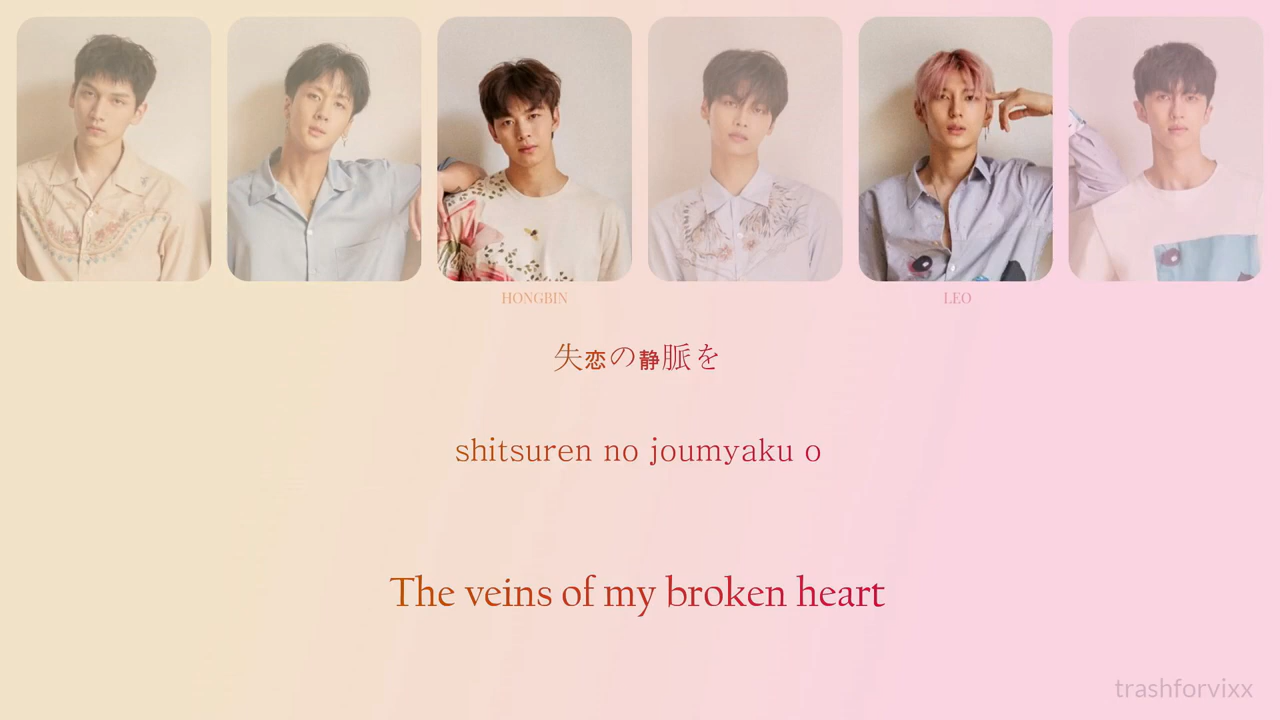 HONGBIN
LEO
失恋の静脈を
shitsuren no joumyaku o
The veins of my broken heart
trashforvixx